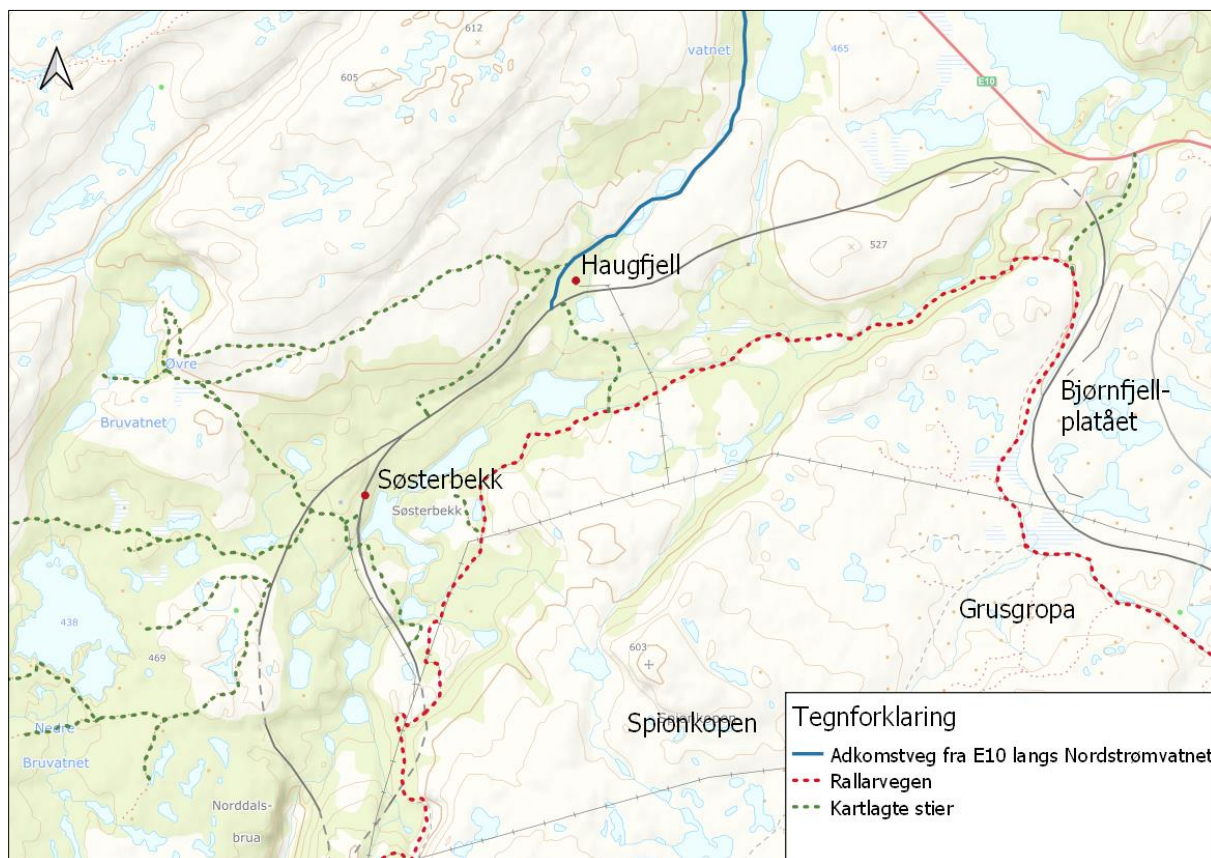 612
vatnet
465
605
E10
Haugfjell
527
Øvre
Bruvatnet
Bjørnfjell-
platået
Søsterbekk
Søsterbekk
438
469
603
Grusgropa
Spionkopen
Spionkopen
Nedre
Bruvatnet
Norddals-
brua
Tegnforklaring
Adkomstveg fra E10 langs Nordstrømvatnet
Rallarvegen
Kartlagte stier